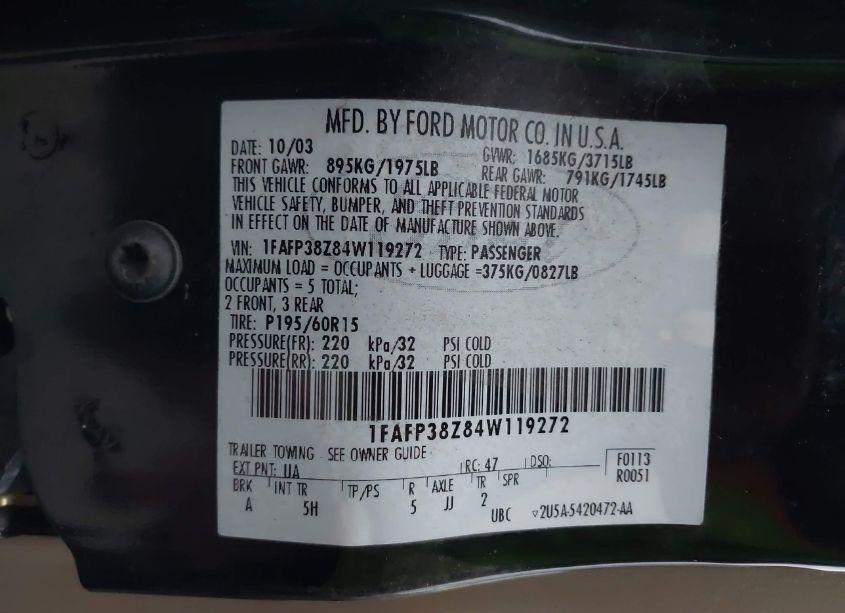 MFD. BY FORD MOTOR CO. IN U.S.A.
DATE: 10/03 GVWR: 1685KG/3715LB
FRONT GAWR: 895KG/1975LB REAR GAWR: 791KG/1745LB
THIS VEHICLE CONFORMS TO ALL APPLICABLE FEDERAL MOTOR
VEHICLE SAFETY, BUMPER, AND THEFT PREVENTION STANDARDS
IN EFFECT ON THE DATE OF MANUFACTURE SHOWN ABOVE.
VIN: 1FAFP38Z84W119272 TYPE: PASSENGER
MAXIMUM LOAD = OCCUPANTS + LUGGAGE =375KG/0827LB
OCCUPANTS = 5 TOTAL;
2 FRONT, 3 REAR
TIRE: P195/60R15
PRESSURE(FR): 220 kPa/32 PSI COLD
PRESSURE(RR): 220 kPa/32 PSI COLD
1FAFP38Z84W119272
TRAILER TOWING - SEE OWNER GUIDE
EXT PNT: UA RC: 47 DSO: F0113
R0051
BRK INT TR TP/PS R AXLE TR SPR
A 5H 5 JJ 2
UBC ▽2U5A-5420472-AA